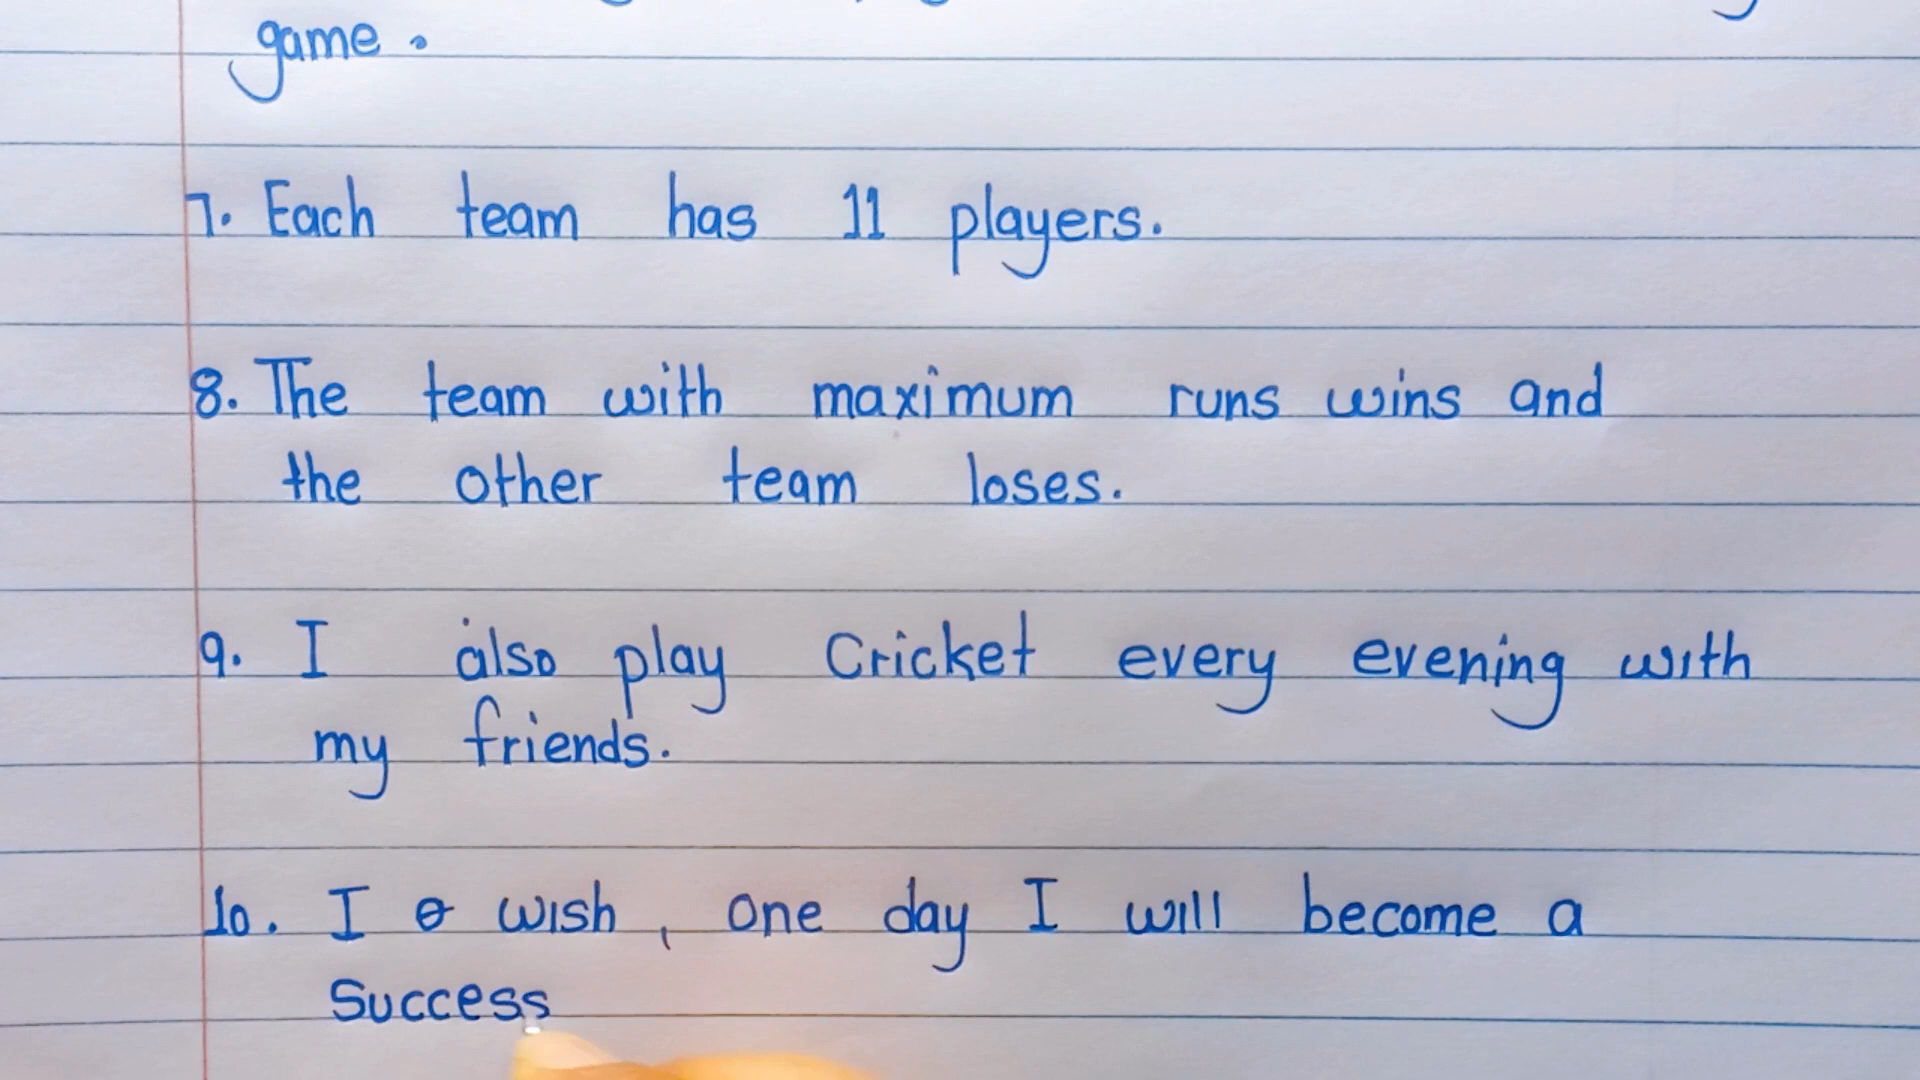 game.
7. Each team has 11 players.
8. The team with maximum runs wins and
the other team loses.
9. I also play Cricket every evening with
my friends.
10. I wish, one day I will become a
Success